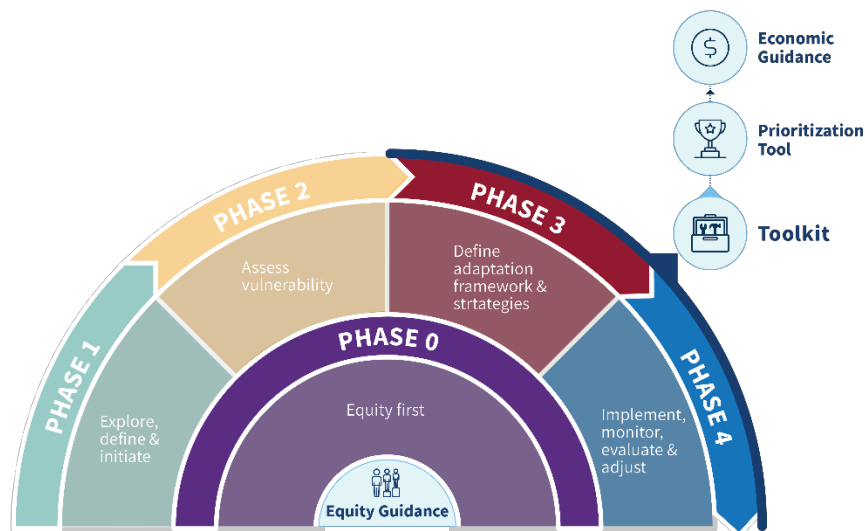 Economic
Guidance
Prioritization
Tool
Toolkit
PHASE 1
Explore,
define &
initiate
PHASE 2
Assess
vulnerability
PHASE 3
Define
adaptation
framework &
strtategies
PHASE 4
Implement,
monitor,
evaluate &
adjust
PHASE 0
Equity first
Equity Guidance
$